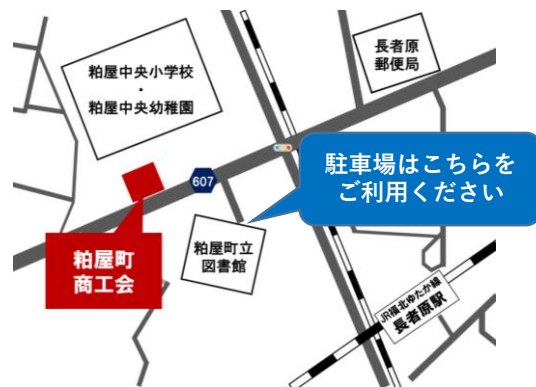 粕屋中央小学校
・
粕屋中央幼稚園
長者原
郵便局
607
駐車場はこちらを
ご利用ください
粕屋町
商工会
粕屋町立
図書館
JR福北ゆたか線
長者原駅